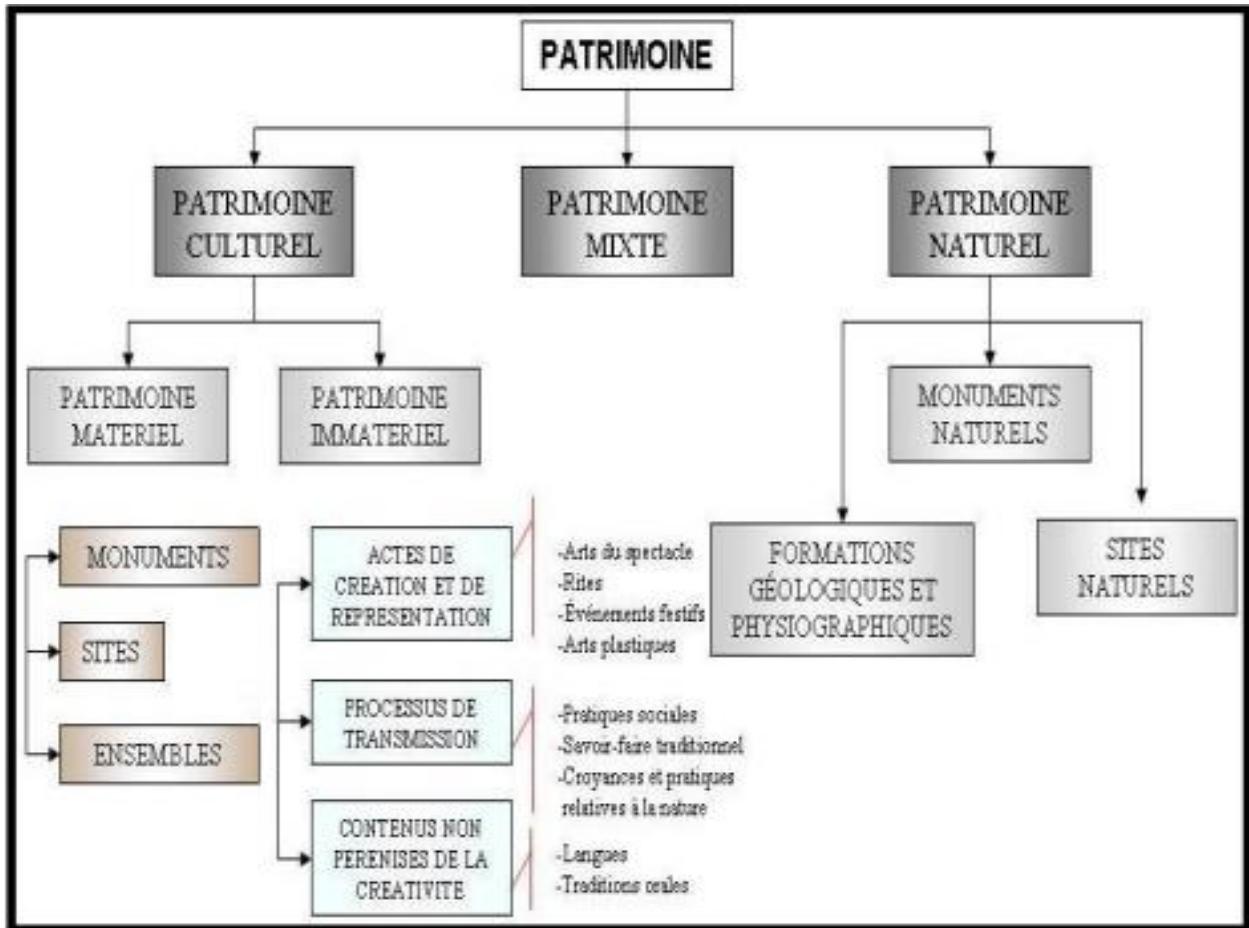 PATRIMOINE
PATRIMOINE
CULTUREL
PATRIMOINE
MIXTE
PATRIMOINE
NATUREL
PATRIMOINE
MATERIEL
PATRIMOINE
IMMATERIEL
MONUMENTS
NATURELS
MONUMENTS
SITES
ENSEMBLES
ACTES DE
CREATION ET DE
REPRESENTATION
-Arts du spectacle
-Rites
-Événements festifs
-Arts plastiques
PROCESSUS DE
TRANSMISSION
-Pratiques sociales
-Savoir-faire traditionnel
-Croyances et pratiques
relatives à la nature
CONTENUS NON
PERENISES DE LA
CREATIVITE
-Langues
-Traditions orales
FORMATIONS
GÉOLOGIQUES ET
PHYSIOGRAPHIQUES
SITES
NATURELS